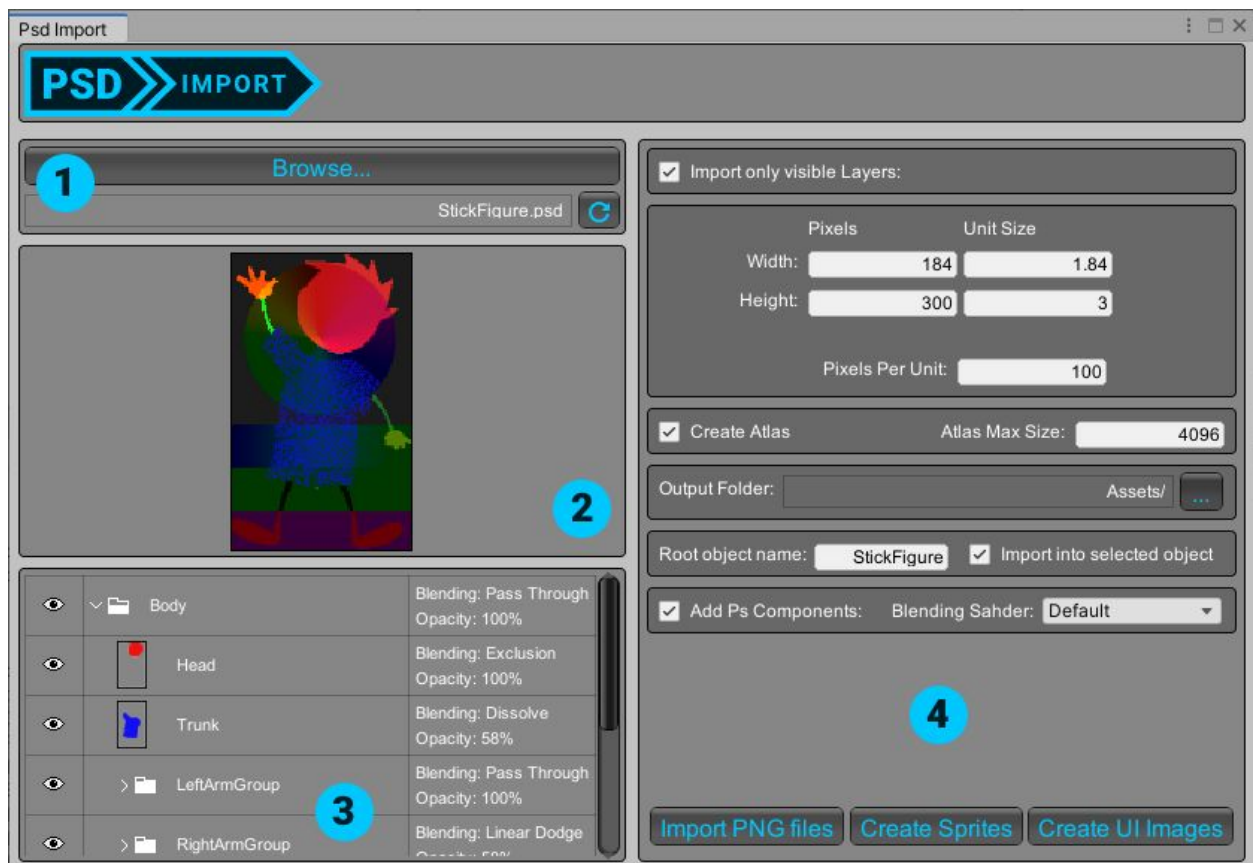 Psd Import
PSD IMPORT
1
Browse...
StickFigure.psd
2
Body
Blending: Pass Through
Opacity: 100%
Head
Blending: Exclusion
Opacity: 100%
Trunk
Blending: Dissolve
Opacity: 58%
LeftArmGroup
Blending: Pass Through
Opacity: 100%
3
RightArmGroup
Blending: Linear Dodge
Import only visible Layers:
Pixels Unit Size
Width: 184 1.84
Height: 300 3
Pixels Per Unit: 100
Create Atlas Atlas Max Size: 4096
Output Folder: Assets/ ...
Root object name: StickFigure Import into selected object
Add Ps Components: Blending Sahder: Default
4
Import PNG files Create Sprites Create UI Images